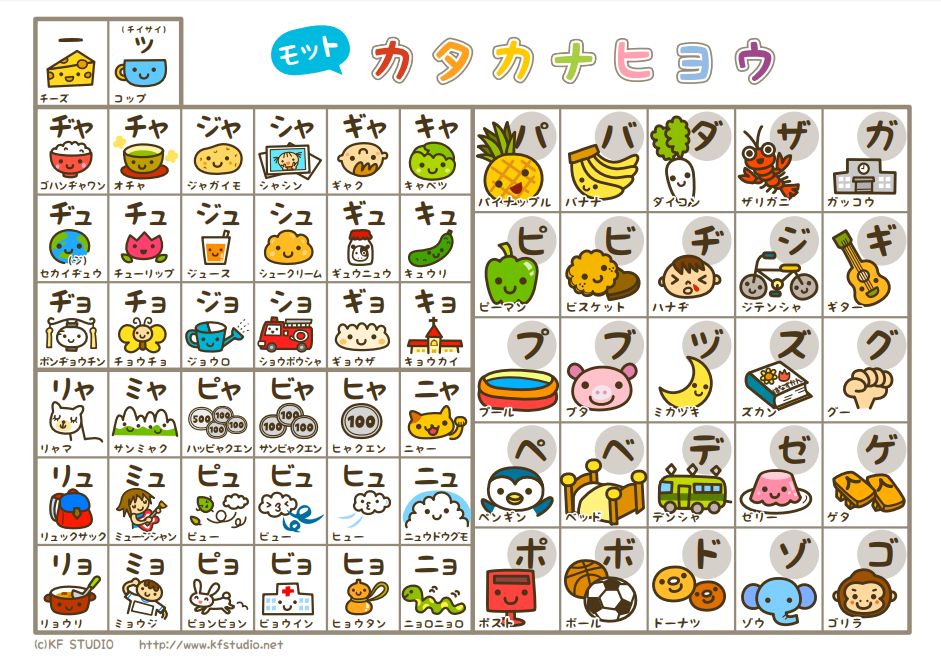 モット カタカナヒヨウ
ー (チイサイ) ッ
チーズ コップ
ヂャ チャ ジャ シャ ギャ キャ パ バ ダ ザ ガ
ゴハンヂャワン オチャ ジャガイモ シャシン ギャク キャベツ パイナップル バナナ ダイコン ザリガニ ガッコウ
ヂュ チュ ジュ シュ ギュ キュ ピ ビ ヂ ジ ギ
セカイヂュウ チューリップ ジュース シュークリーム ギュウニュウ キュウリ ピーマン ビスケット ハナヂ ジテンシャ ギター
ヂョ チョ ジョ ショ ギョ キョ プ ブ ヅ ズ グ
ボンヂョウチン チョウチョ ジョウロ ショウボウシャ ギョウザ キョウカイ プール ブタ ミカヅキ ズカン グー
リャ ミャ ピャ ビャ ヒャ ニャ
500 100 100 100 100 100 100 100
リャマ サンミャク ハッピャクエン サンビャクエン ヒャクエン ニャー
ペ ベ デ ゼ ゲ
ペンギン ベッド デンシャ ゼリー ゲタ
リュ ミュ ピュ ビュ ヒュ ニュ
リュックサック ミュージシャン ピュー ビュー ヒュー ニュウドウグモ
リョ ミョ ピョ ビョ ヒョ ニョ ポ ボ ド ゾ ゴ
リョウリ ミョウジ ピョンピョン ビョウイン ヒョウタン ニョロニョロ ポスト ボール ドーナツ ゾウ ゴリラ
(c)KF STUDIO http://www.kfstudio.net